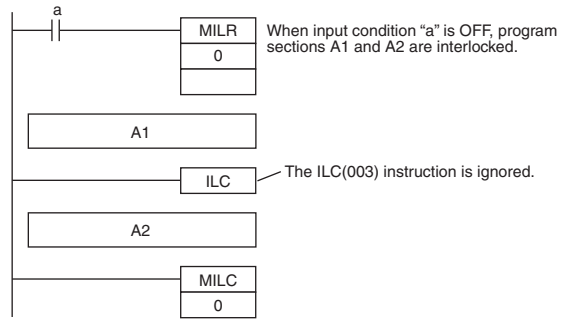 a
MILR
When input condition “a” is OFF, program
0
sections A1 and A2 are interlocked.
A1
ILC
The ILC(003) instruction is ignored.
A2
MILC
0